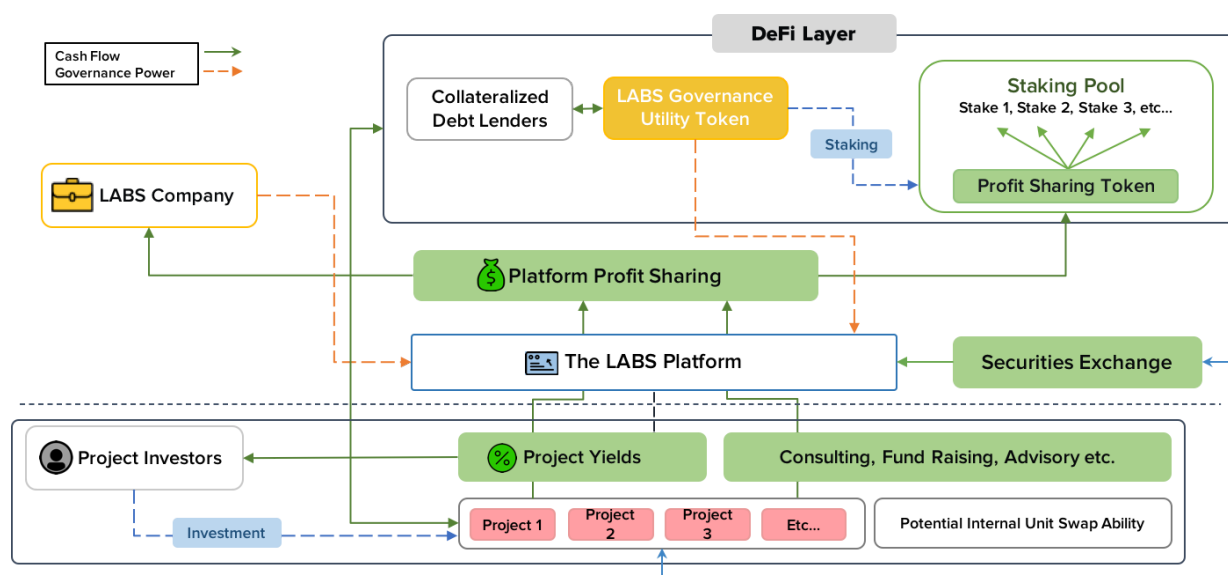 DeFi Layer
Cash Flow
Governance Power
Collateralized
Debt Lenders
LABS Governance
Utility Token
Staking
Staking Pool
Stake 1, Stake 2, Stake 3, etc...
Profit Sharing Token
LABS Company
Platform Profit Sharing
The LABS Platform
Securities Exchange
Project Investors
Project Yields
Consulting, Fund Raising, Advisory etc.
Investment
Project 1
Project
2
Project
3
Etc...
Potential Internal Unit Swap Ability